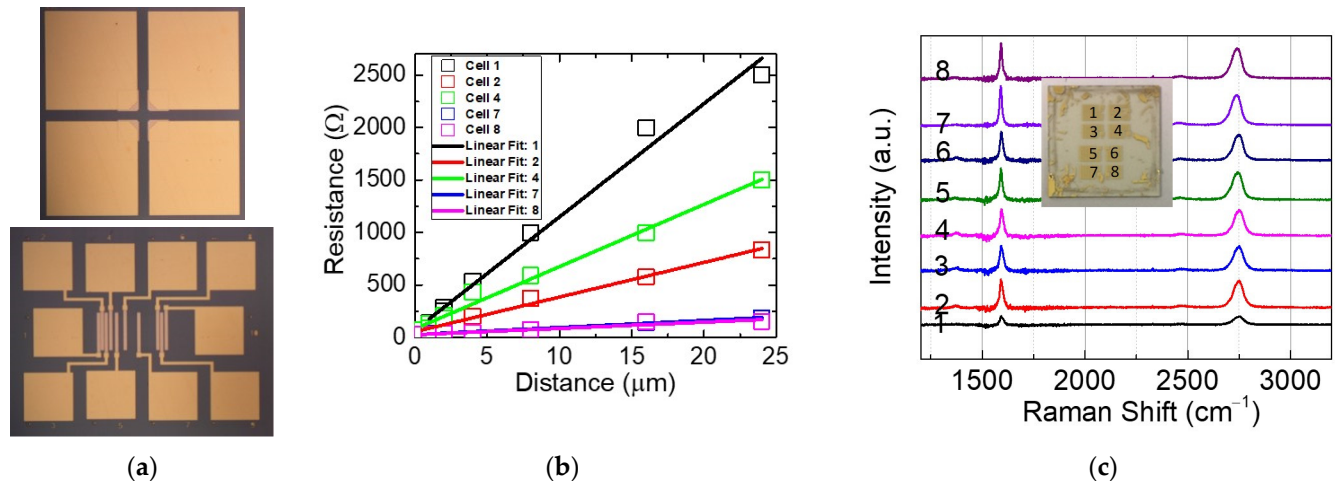 2500
2000
1500
1000
500
0
0 5 10 15 20 25
Resistance (Ω)
Distance (μm)
Cell 1
Cell 2
Cell 4
Cell 7
Cell 8
Linear Fit: 1
Linear Fit: 2
Linear Fit: 4
Linear Fit: 7
Linear Fit: 8
Intensity (a.u.)
8
7
6
5
4
3
2
1
1 2
3 4
5 6
7 8
1500 2000 2500 3000
Raman Shift (cm⁻¹)
(a) (b) (c)